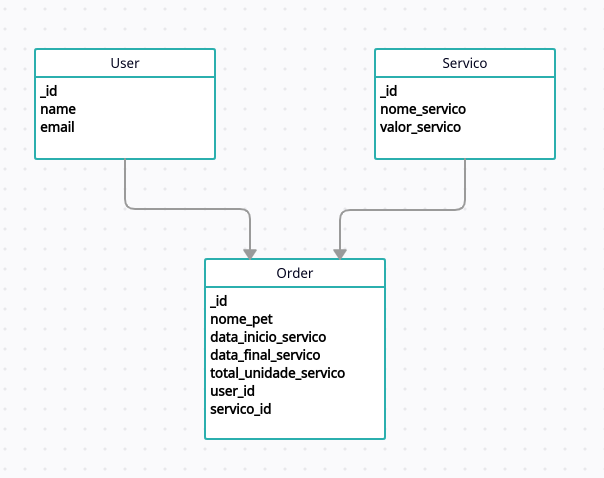 User
_id
name
email
Servico
_id
nome_servico
valor_servico
Order
_id
nome_pet
data_inicio_servico
data_final_servico
total_unidade_servico
user_id
servico_id